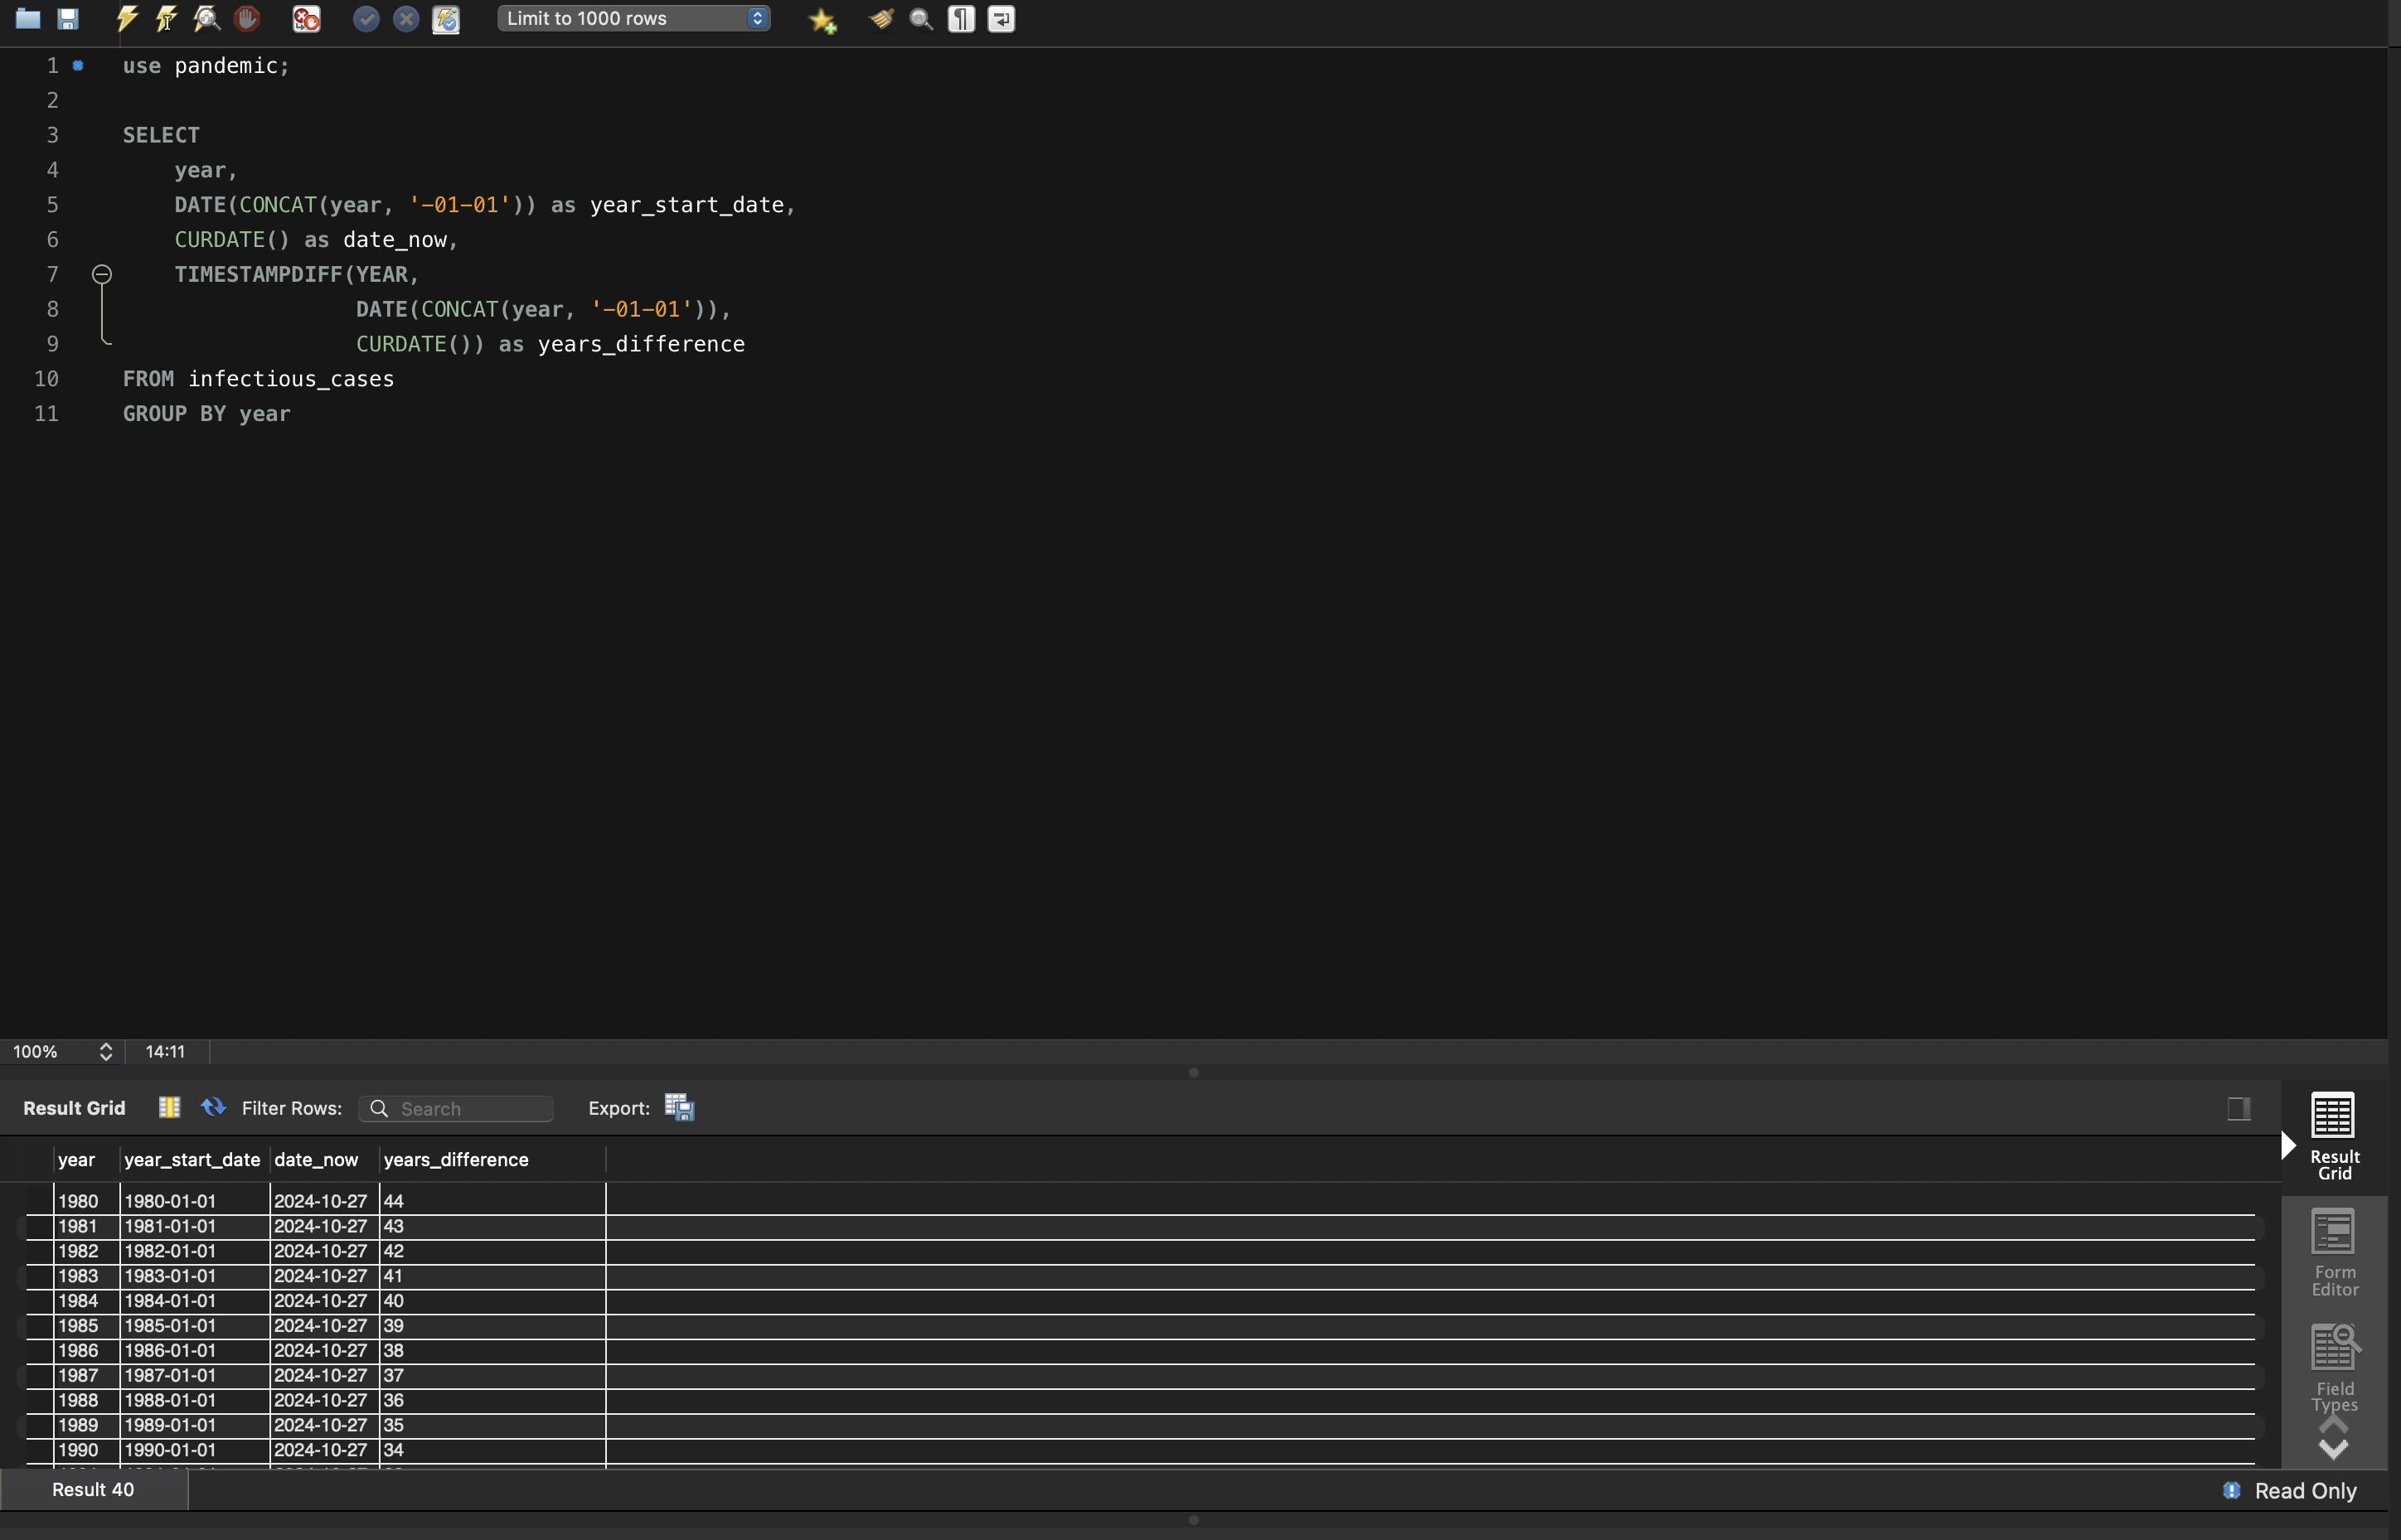 Limit to 1000 rows
1 use pandemic;
2
3 SELECT
4 year,
5 DATE(CONCAT(year, '-01-01')) as year_start_date,
6 CURDATE() as date_now,
7 TIMESTAMPDIFF(YEAR,
8 DATE(CONCAT(year, '-01-01')),
9 CURDATE()) as years_difference
10 FROM infectious_cases
11 GROUP BY year
100% 14:11
Result Grid Filter Rows: Search Export:
year year_start_date date_now years_difference
1980 1980-01-01 2024-10-27 44
1981 1981-01-01 2024-10-27 43
1982 1982-01-01 2024-10-27 42
1983 1983-01-01 2024-10-27 41
1984 1984-01-01 2024-10-27 40
1985 1985-01-01 2024-10-27 39
1986 1986-01-01 2024-10-27 38
1987 1987-01-01 2024-10-27 37
1988 1988-01-01 2024-10-27 36
1989 1989-01-01 2024-10-27 35
1990 1990-01-01 2024-10-27 34
Result
Grid
Form
Editor
Field
Types
Result 40 Read Only